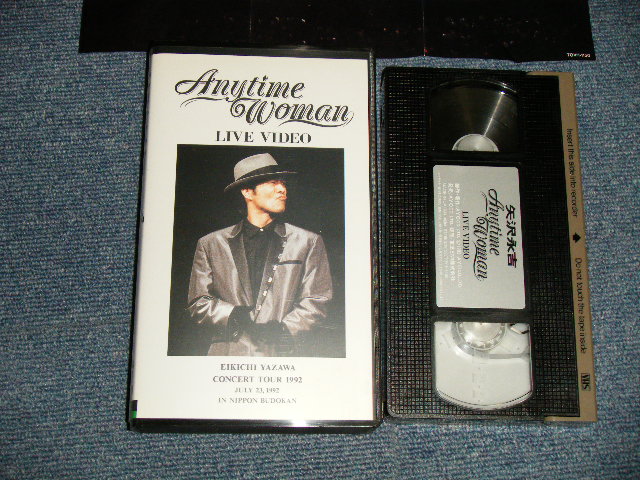 Anytime
Woman
LIVE VIDEO
EIKICHI YAZAWA
CONCERT TOUR 1992
JULY 23, 1992
IN NIPPON BUDOKAN
矢沢永吉
Anytime
Woman
LIVE VIDEO
Insert this side into recorder
Do not touch the tape inside
VHS